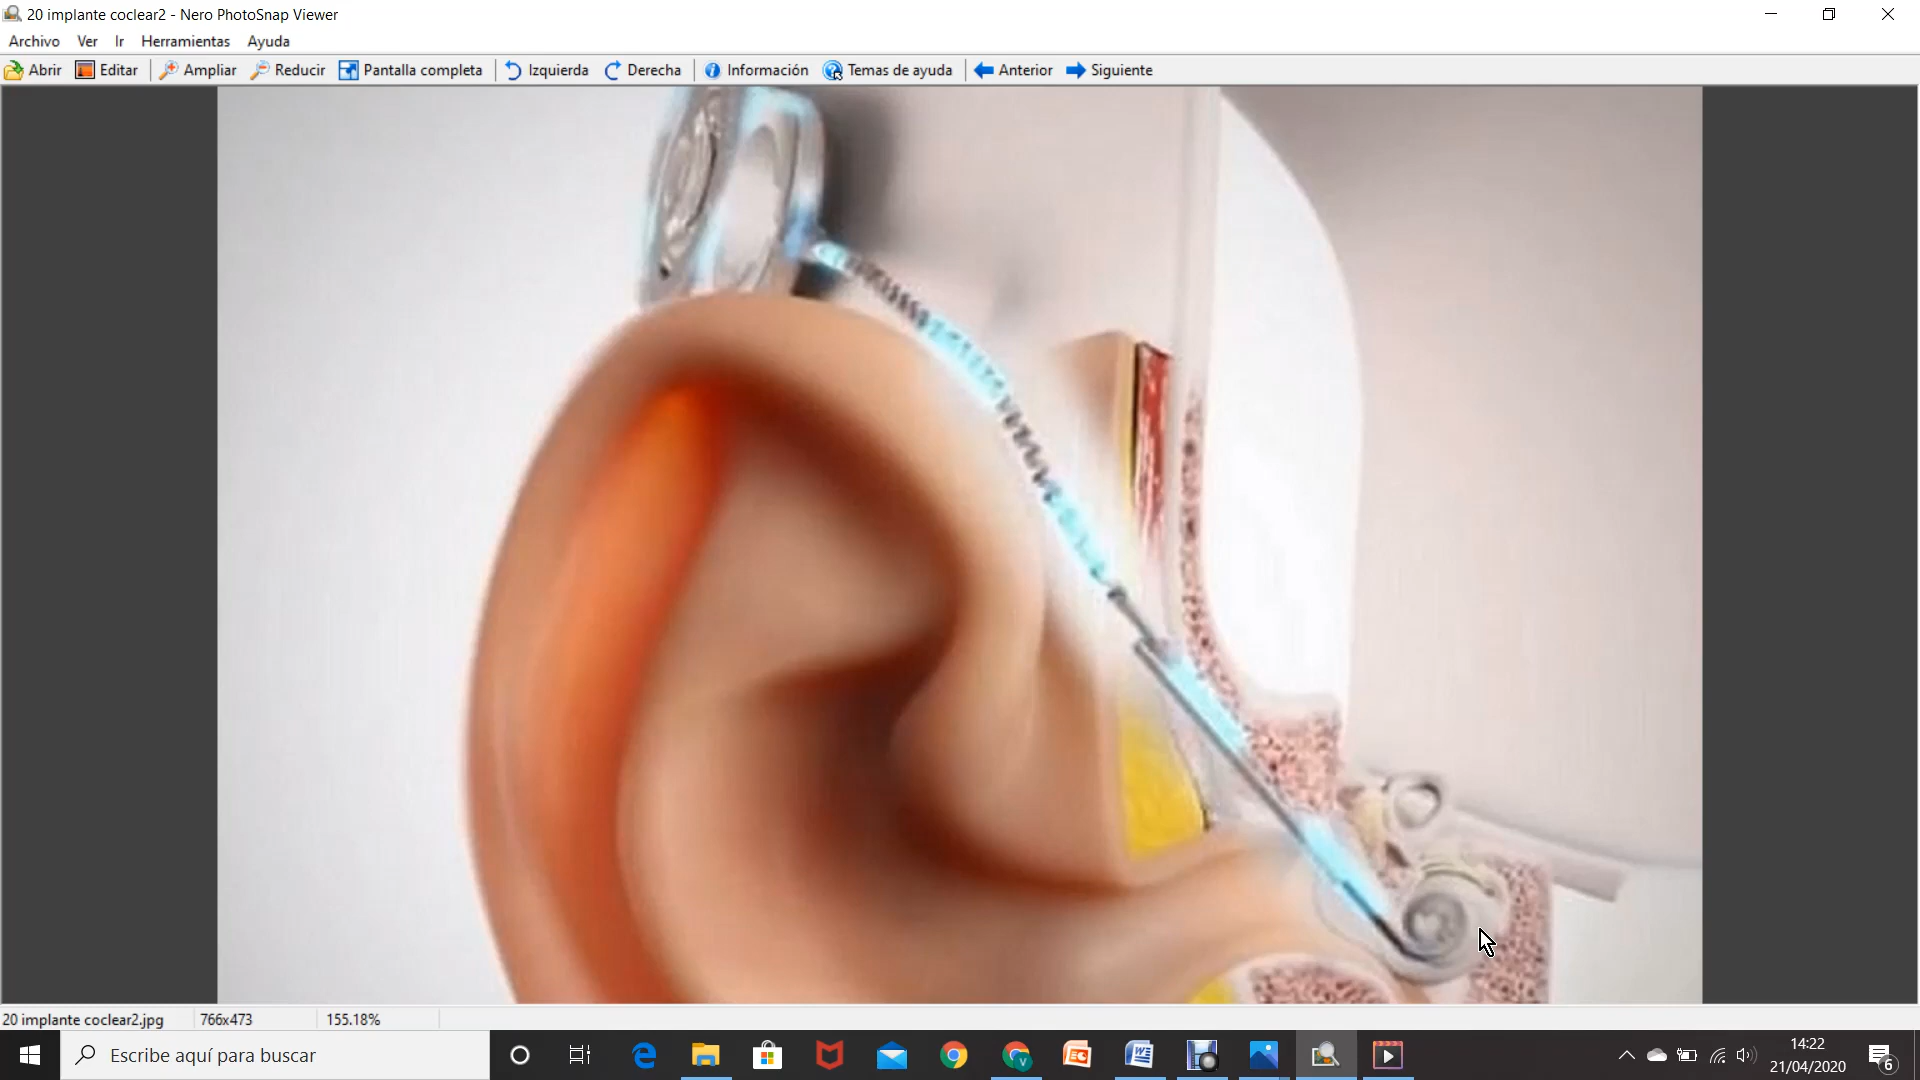 20 implante coclear2 - Nero PhotoSnap Viewer
Archivo Ver Ir Herramientas Ayuda
Abrir Editar Ampliar Reducir Pantalla completa Izquierda Derecha Información Temas de ayuda Anterior Siguiente
20 implante coclear2.jpg 766x473 155.18%
Escribe aquí para buscar
14:22
21/04/2020
6